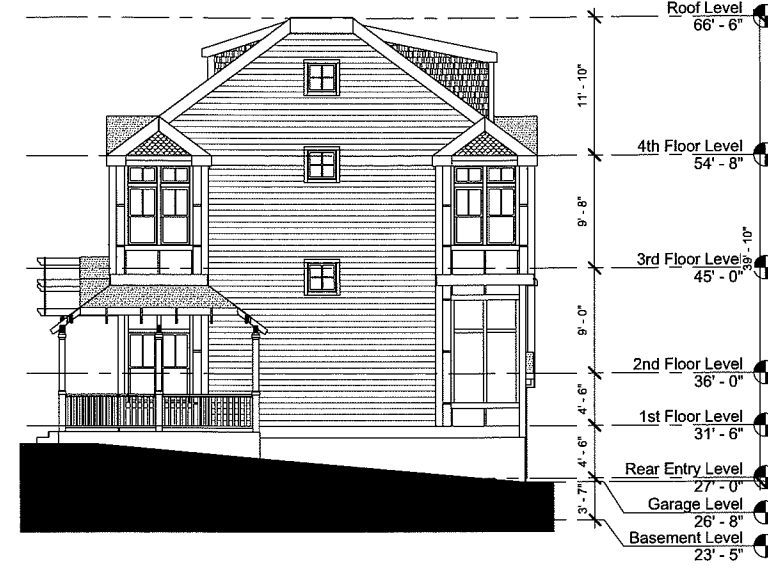 Roof Level
66' - 6"
11' - 10"
4th Floor Level
54' - 8"
9' - 8"
39' - 10"
3rd Floor Level
45' - 0"
9' - 0"
2nd Floor Level
36' - 0"
4' - 6"
1st Floor Level
31' - 6"
4' - 6"
Rear Entry Level
27' - 0"
3' - 7"
Garage Level
26' - 8"
Basement Level
23' - 5"